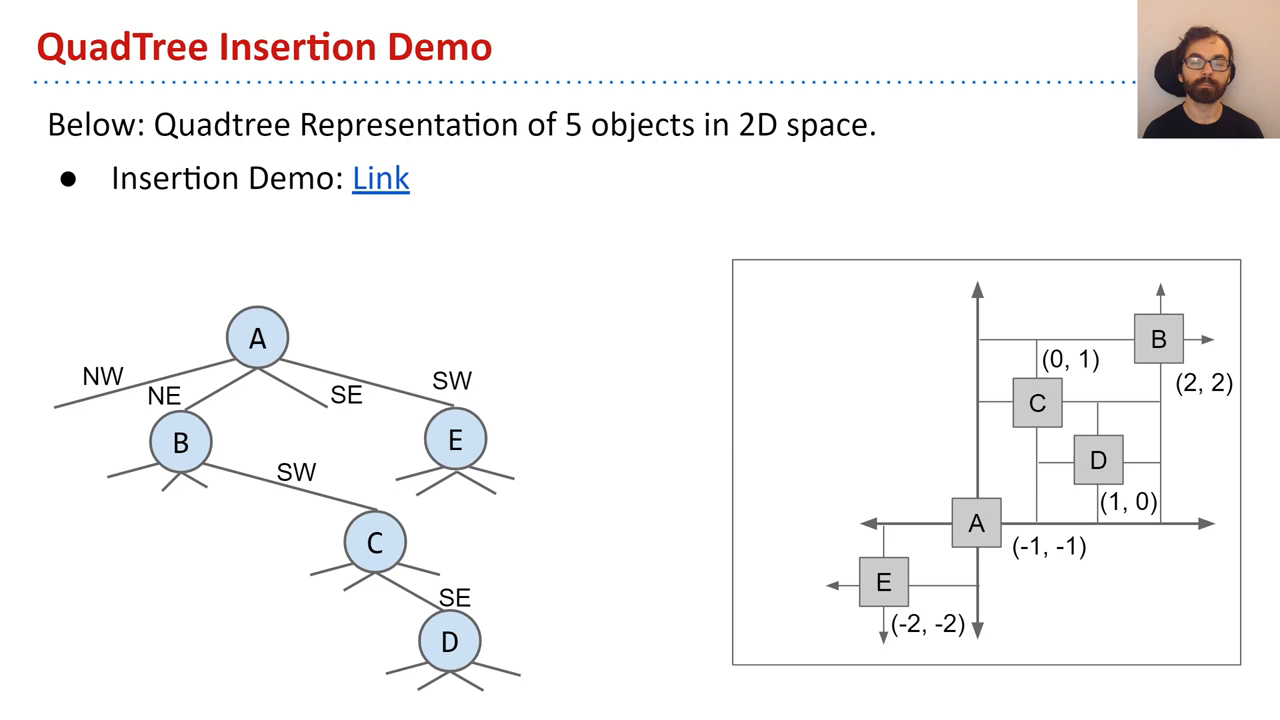 QuadTree Insertion Demo
Below: Quadtree Representation of 5 objects in 2D space.
● Insertion Demo: Link
A
NW
NE
SE
SW
B
E
SW
C
SE
D
B
(0, 1)
(2, 2)
C
D
(1, 0)
A
(-1, -1)
E
(-2, -2)